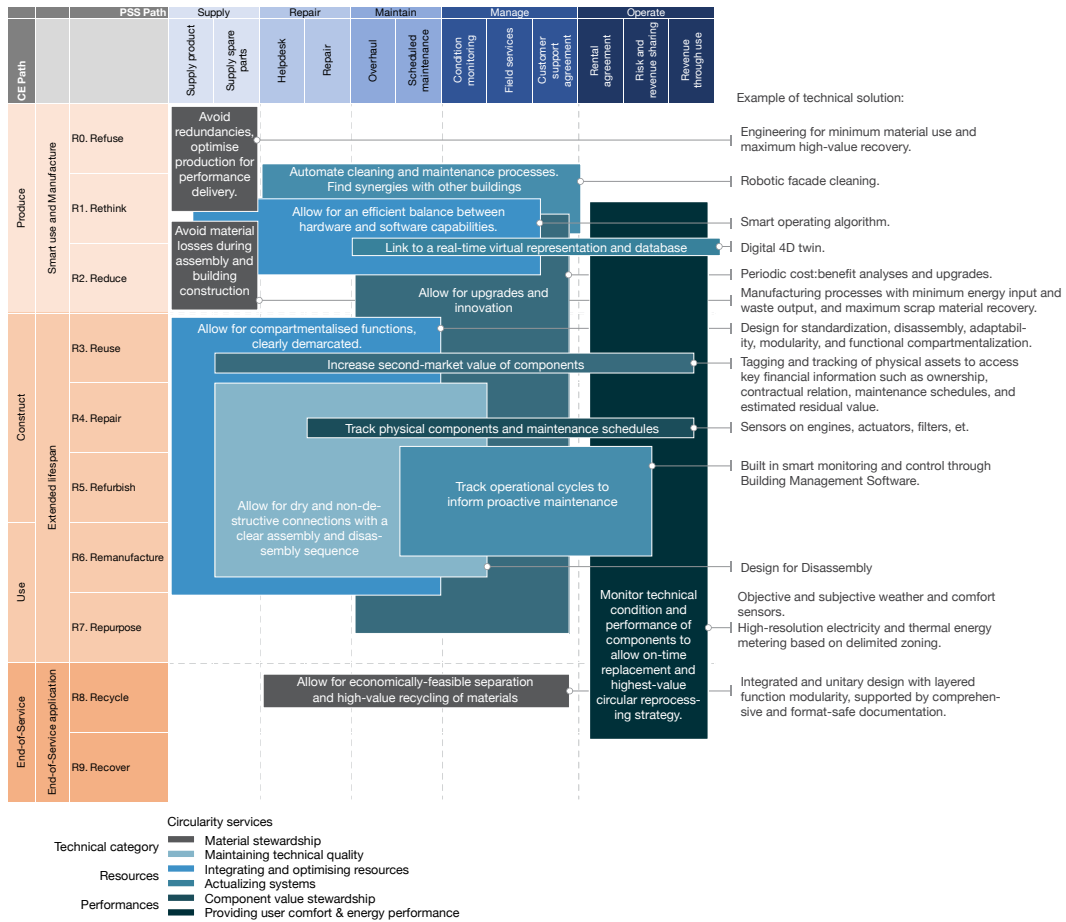 PSS Path
Supply
Repair
Maintain
Manage
Operate
CE Path
Supply product
Supply spare
parts
Helpdesk
Repair
Overhaul
Scheduled
maintenance
Condition
monitoring
Field services
Customer
support
agreement
Rental
agreement
Risk and
revenue sharing
Revenue
through use
Example of technical solution:
Produce
Smart use and Manufacture
R0. Refuse
R1. Rethink
R2. Reduce
Construct
Use
Extended lifespan
R3. Reuse
R4. Repair
R5. Refurbish
R6. Remanufacture
R7. Repurpose
End-of-Service
End-of-Service application
R8. Recycle
R9. Recover
Avoid
redundancies,
optimise
production for
performance
delivery.
Automate cleaning and maintenance processes.
Find synergies with other buildings
Allow for an efficient balance between
hardware and software capabilities.
Avoid material
losses during
assembly and
building
construction
Link to a real-time virtual representation and database
Allow for upgrades and
innovation
Allow for compartmentalised functions,
clearly demarcated.
Increase second-market value of components
Track physical components and maintenance schedules
Track operational cycles to
inform proactive maintenance
Allow for dry and non-de-
structive connections with a
clear assembly and disas-
sembly sequence
Monitor technical
condition and
performance of
components to
allow on-time
replacement and
highest-value
circular reprocess-
ing strategy.
Allow for economically-feasible separation
and high-value recycling of materials
Engineering for minimum material use and
maximum high-value recovery.
Robotic facade cleaning.
Smart operating algorithm.
Digital 4D twin.
Periodic cost:benefit analyses and upgrades.
Manufacturing processes with minimum energy input and
waste output, and maximum scrap material recovery.
Design for standardization, disassembly, adaptabil-
ity, modularity, and functional compartmentalization.
Tagging and tracking of physical assets to access
key financial information such as ownership,
contractual relation, maintenance schedules, and
estimated residual value.
Sensors on engines, actuators, filters, et.
Built in smart monitoring and control through
Building Management Software.
Design for Disassembly
Objective and subjective weather and comfort
sensors.
High-resolution electricity and thermal energy
metering based on delimited zoning.
Integrated and unitary design with layered
function modularity, supported by comprehen-
sive and format-safe documentation.
Circularity services
Technical category
Resources
Performances
Material stewardship
Maintaining technical quality
Integrating and optimising resources
Actualizing systems
Component value stewardship
Providing user comfort & energy performance